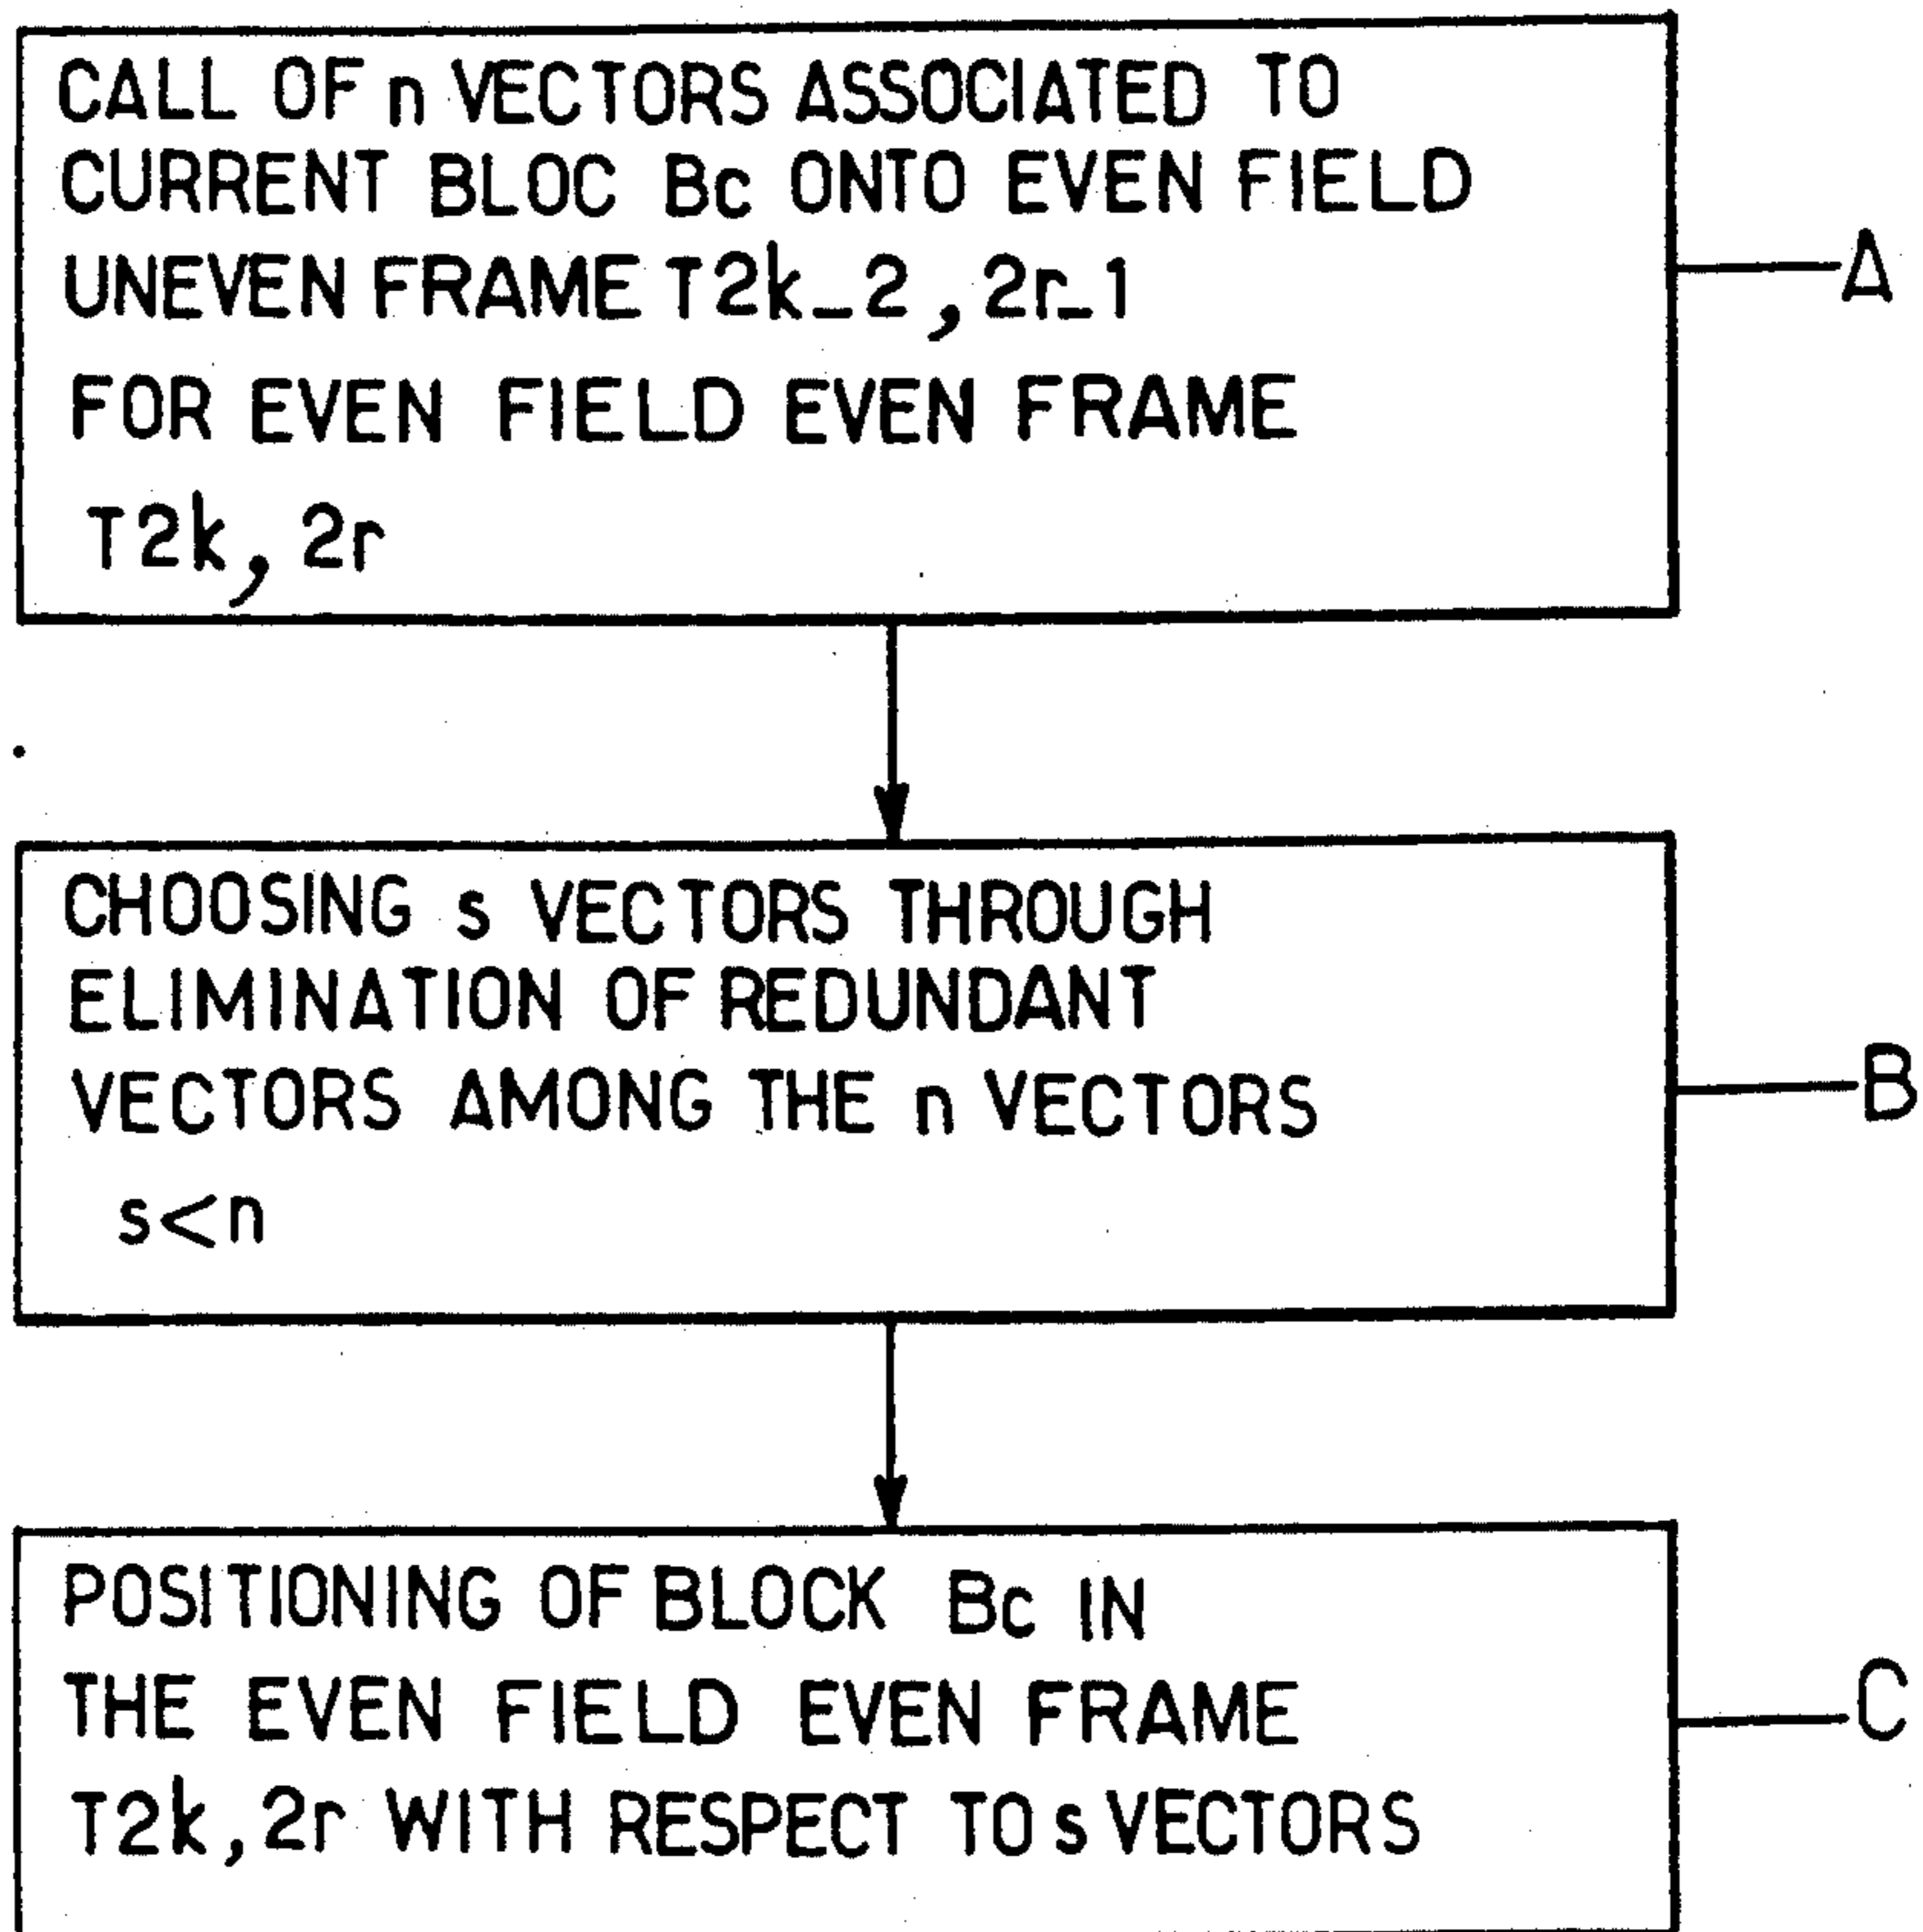 CALL OF n VECTORS ASSOCIATED TO
CURRENT BLOC Bc ONTO EVEN FIELD
UNEVEN FRAME T2k_2, 2r_1
A
FOR EVEN FIELD EVEN FRAME
T2k, 2r
CHOOSING s VECTORS THROUGH
ELIMINATION OF REDUNDANT
VECTORS AMONG THE n VECTORS
B
s<n
POSITIONING OF BLOCK Bc IN
THE EVEN FIELD EVEN FRAME
C
T2k, 2r WITH RESPECT TO s VECTORS